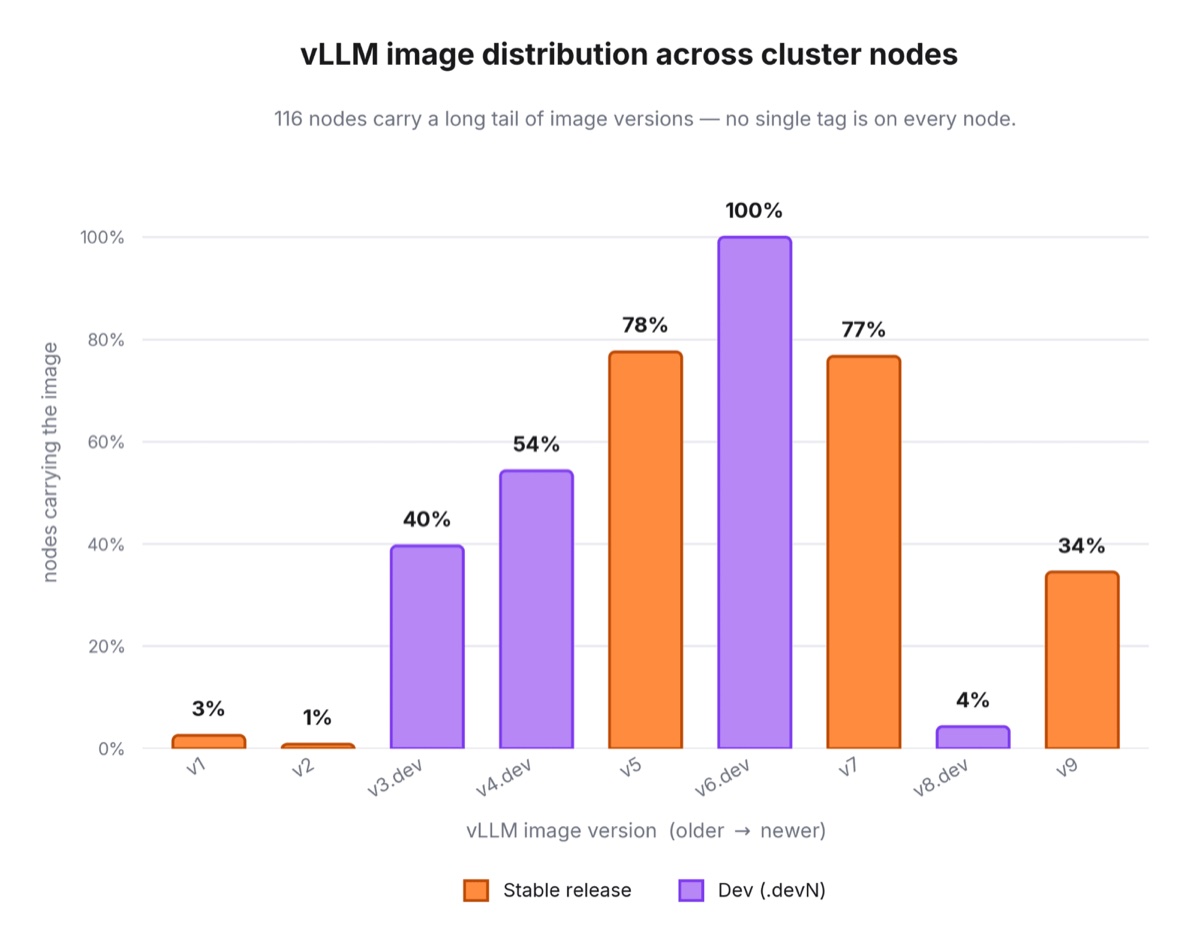 vLLM image distribution across cluster nodes
116 nodes carry a long tail of image versions — no single tag is on every node.
nodes carrying the image
100%
80%
60%
40%
20%
0%
3%
1%
40%
54%
78%
100%
77%
4%
34%
v1
v2
v3.dev
v4.dev
v5
v6.dev
v7
v8.dev
v9
vLLM image version (older → newer)
Stable release
Dev (.devN)